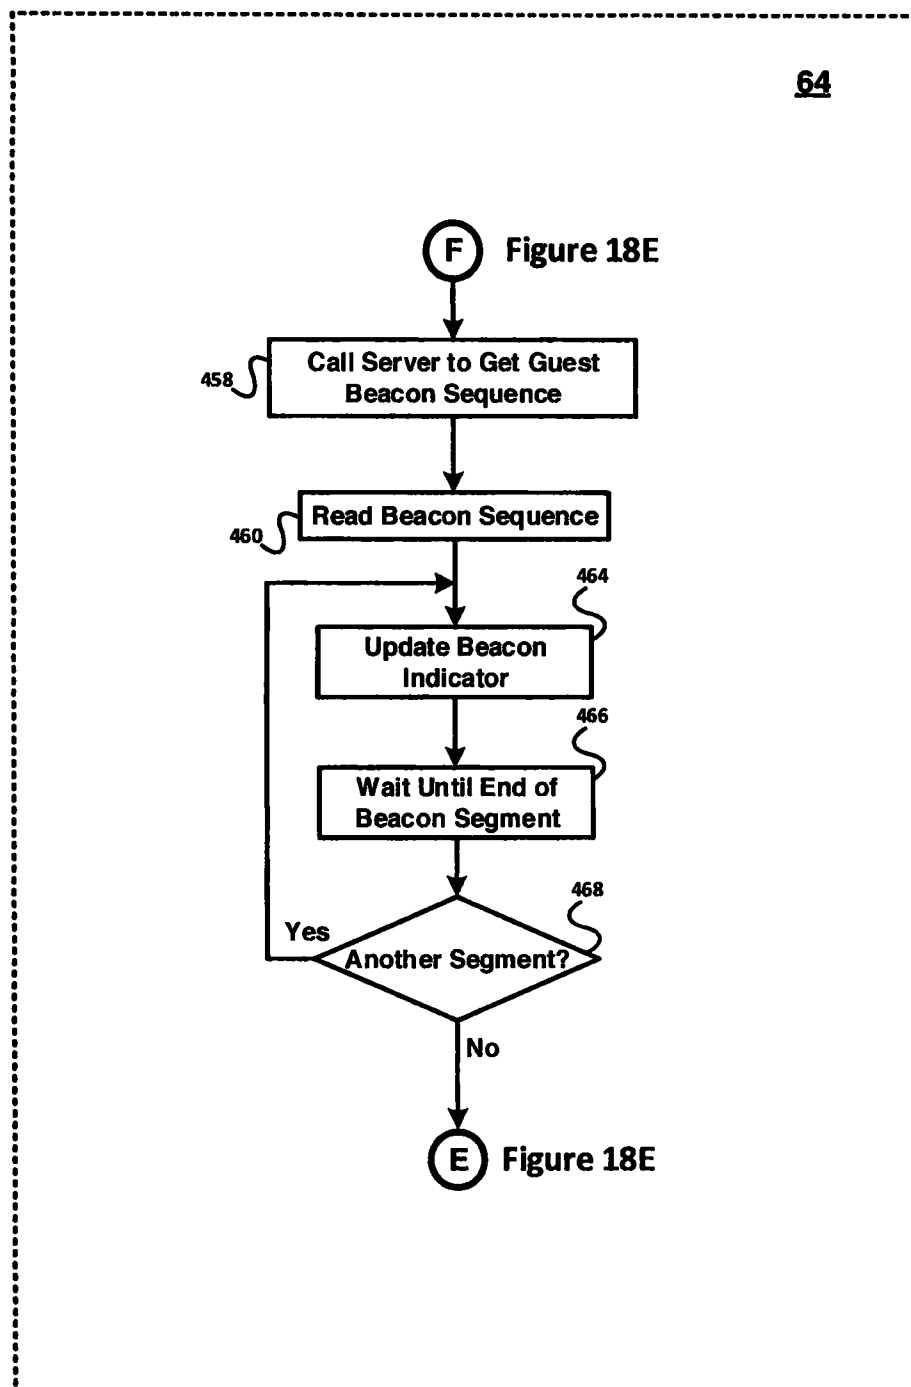 64
F Figure 18E
Call Server to Get Guest
Beacon Sequence
458
Read Beacon Sequence
460
464
Update Beacon
Indicator
466
Wait Until End of
Beacon Segment
468
Yes
Another Segment?
No
E Figure 18E